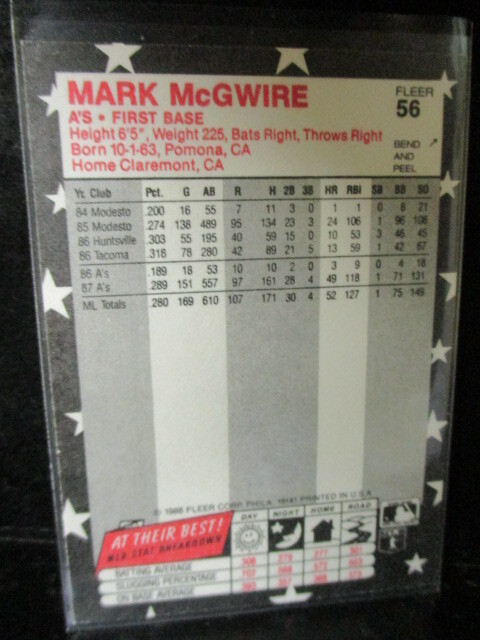 MARK McGWIRE
FLEER
56
A'S • FIRST BASE
Height 6'5", Weight 225, Bats Right, Throws Right
Born 10-1-63, Pomona, CA
Home Claremont, CA
BEND
AND
PEEL
Yr. Club Pct. G AB R H 2B 3B HR RBI SB BB SO
84 Modesto .200 16 55 7 11 3 0 1 1 0 8 21
85 Modesto .274 138 489 95 134 23 3 24 106 1 96 108
86 Huntsville .303 55 195 40 59 15 0 10 53 3 46 45
86 Tacoma .318 78 280 42 89 21 5 13 59 1 42 67
86 A's .189 18 53 10 10 2 0 3 9 0 4 18
87 A's .289 151 557 97 161 28 4 49 118 1 71 131
ML Totals .280 169 610 107 171 30 4 52 127 1 75 149
© 1988 FLEER CORP. PHILA. 19141 PRINTED IN U.S.A.
AT THEIR BEST!
MLB STAT BREAKDOWN
DAY NIGHT HOME ROAD
BATTING AVERAGE
SLUGGING PERCENTAGE
ON BASE AVERAGE